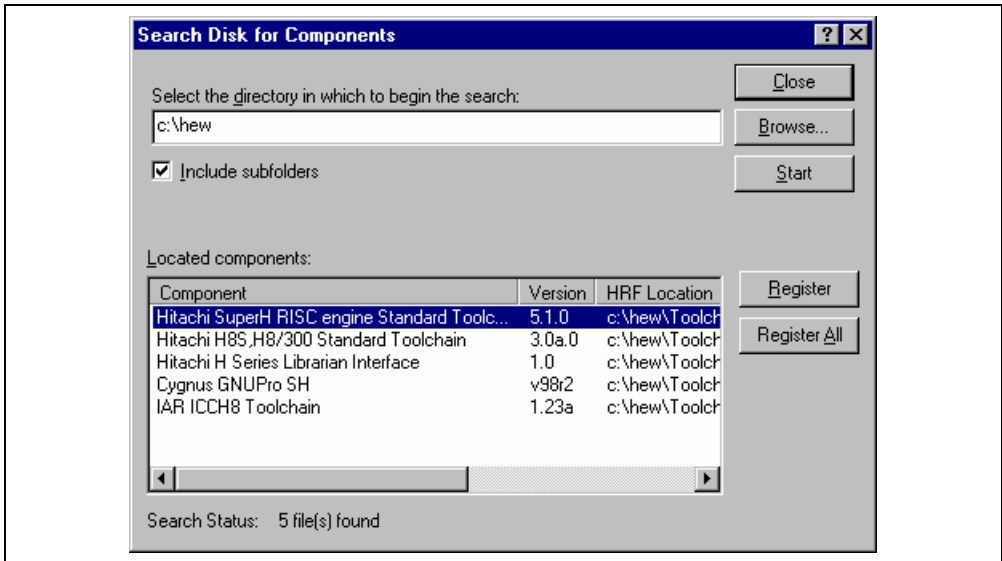 Search Disk for Components
Close
Select the directory in which to begin the search:
c:\hew
Browse...
Include subfolders
Start
Located components:
Component Version HRF Location
Register
Hitachi SuperH RISC engine Standard Toolc... 5.1.0 c:\hew\Toolch
Hitachi H8S,H8/300 Standard Toolchain 3.0a.0 c:\hew\Toolch
Register All
Hitachi H Series Librarian Interface 1.0 c:\hew\Toolch
Cygnus GNUPro SH v98r2 c:\hew\Toolch
IAR ICCH8 Toolchain 1.23a c:\hew\Toolch
Search Status: 5 file(s) found